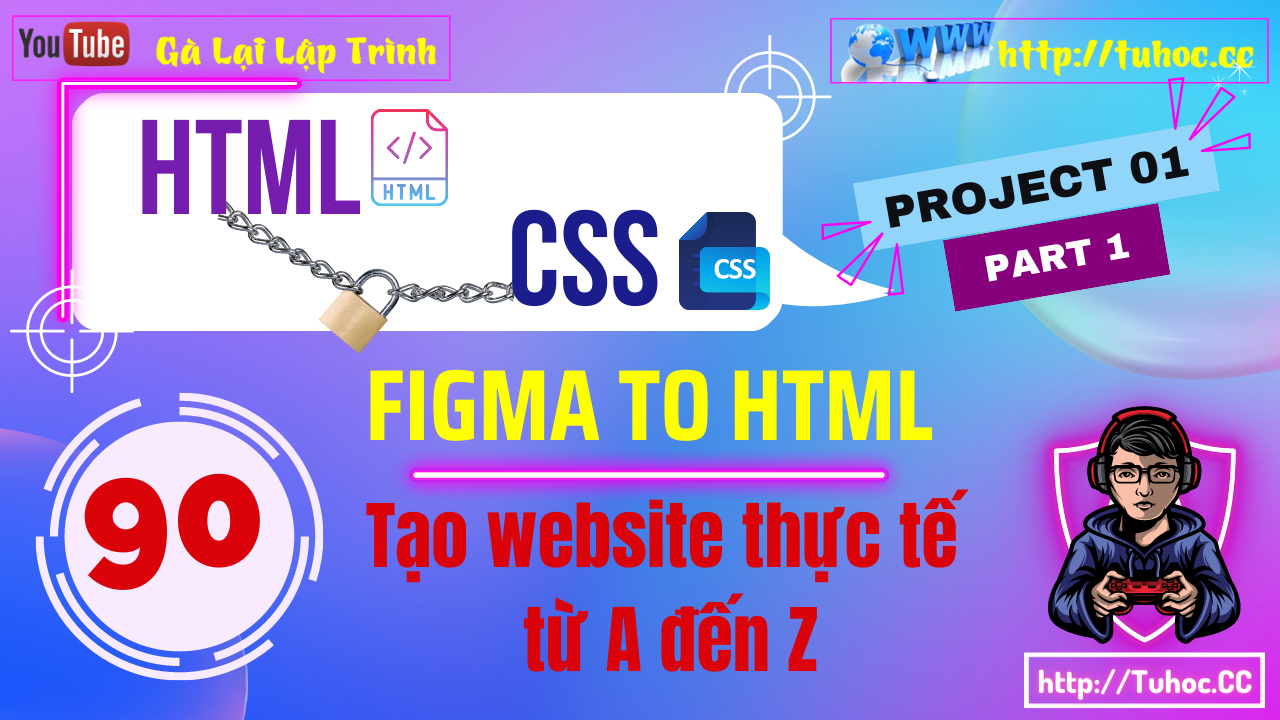 YouTube Gà Lại Lập Trình
WWW http://tuhoc.cc
HTML
HTML
CSS
CSS
PROJECT 01
PART 1
FIGMA TO HTML
90
Tạo website thực tế
từ A đến Z
http://Tuhoc.CC